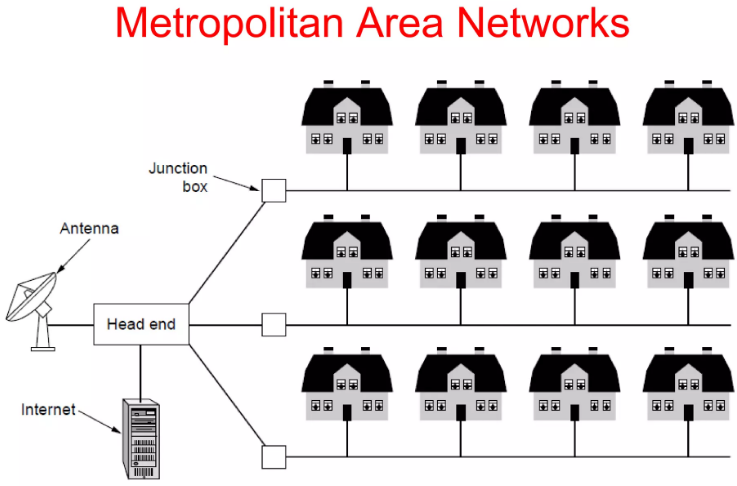 Metropolitan Area Networks
Junction
box
Antenna
Head end
Internet